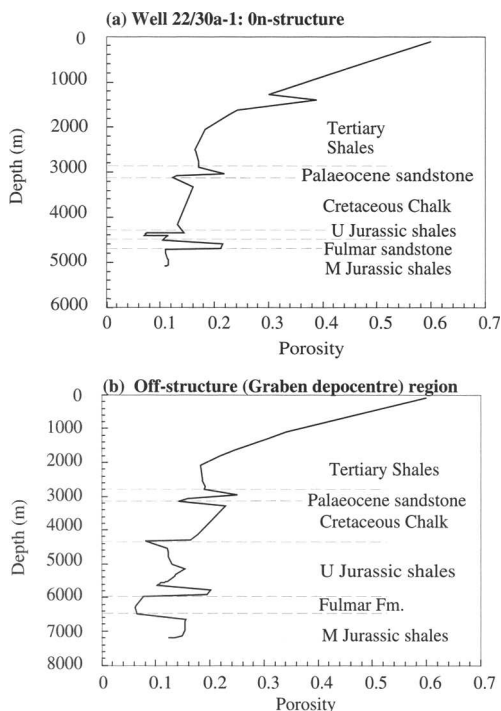 (a) Well 22/30a-1: 0n-structure
0
1000
2000
3000
4000
5000
6000
Depth (m)
Tertiary
Shales
Palaeocene sandstone
Cretaceous Chalk
U Jurassic shales
Fulmar sandstone
M Jurassic shales
0 0.1 0.2 0.3 0.4 0.5 0.6 0.7
Porosity
(b) Off-structure (Graben depocentre) region
0
1000
2000
3000
4000
5000
6000
7000
8000
Depth (m)
Tertiary Shales
Palaeocene sandstone
Cretaceous Chalk
U Jurassic shales
Fulmar Fm.
M Jurassic shales
0 0.1 0.2 0.3 0.4 0.5 0.6 0.7
Porosity